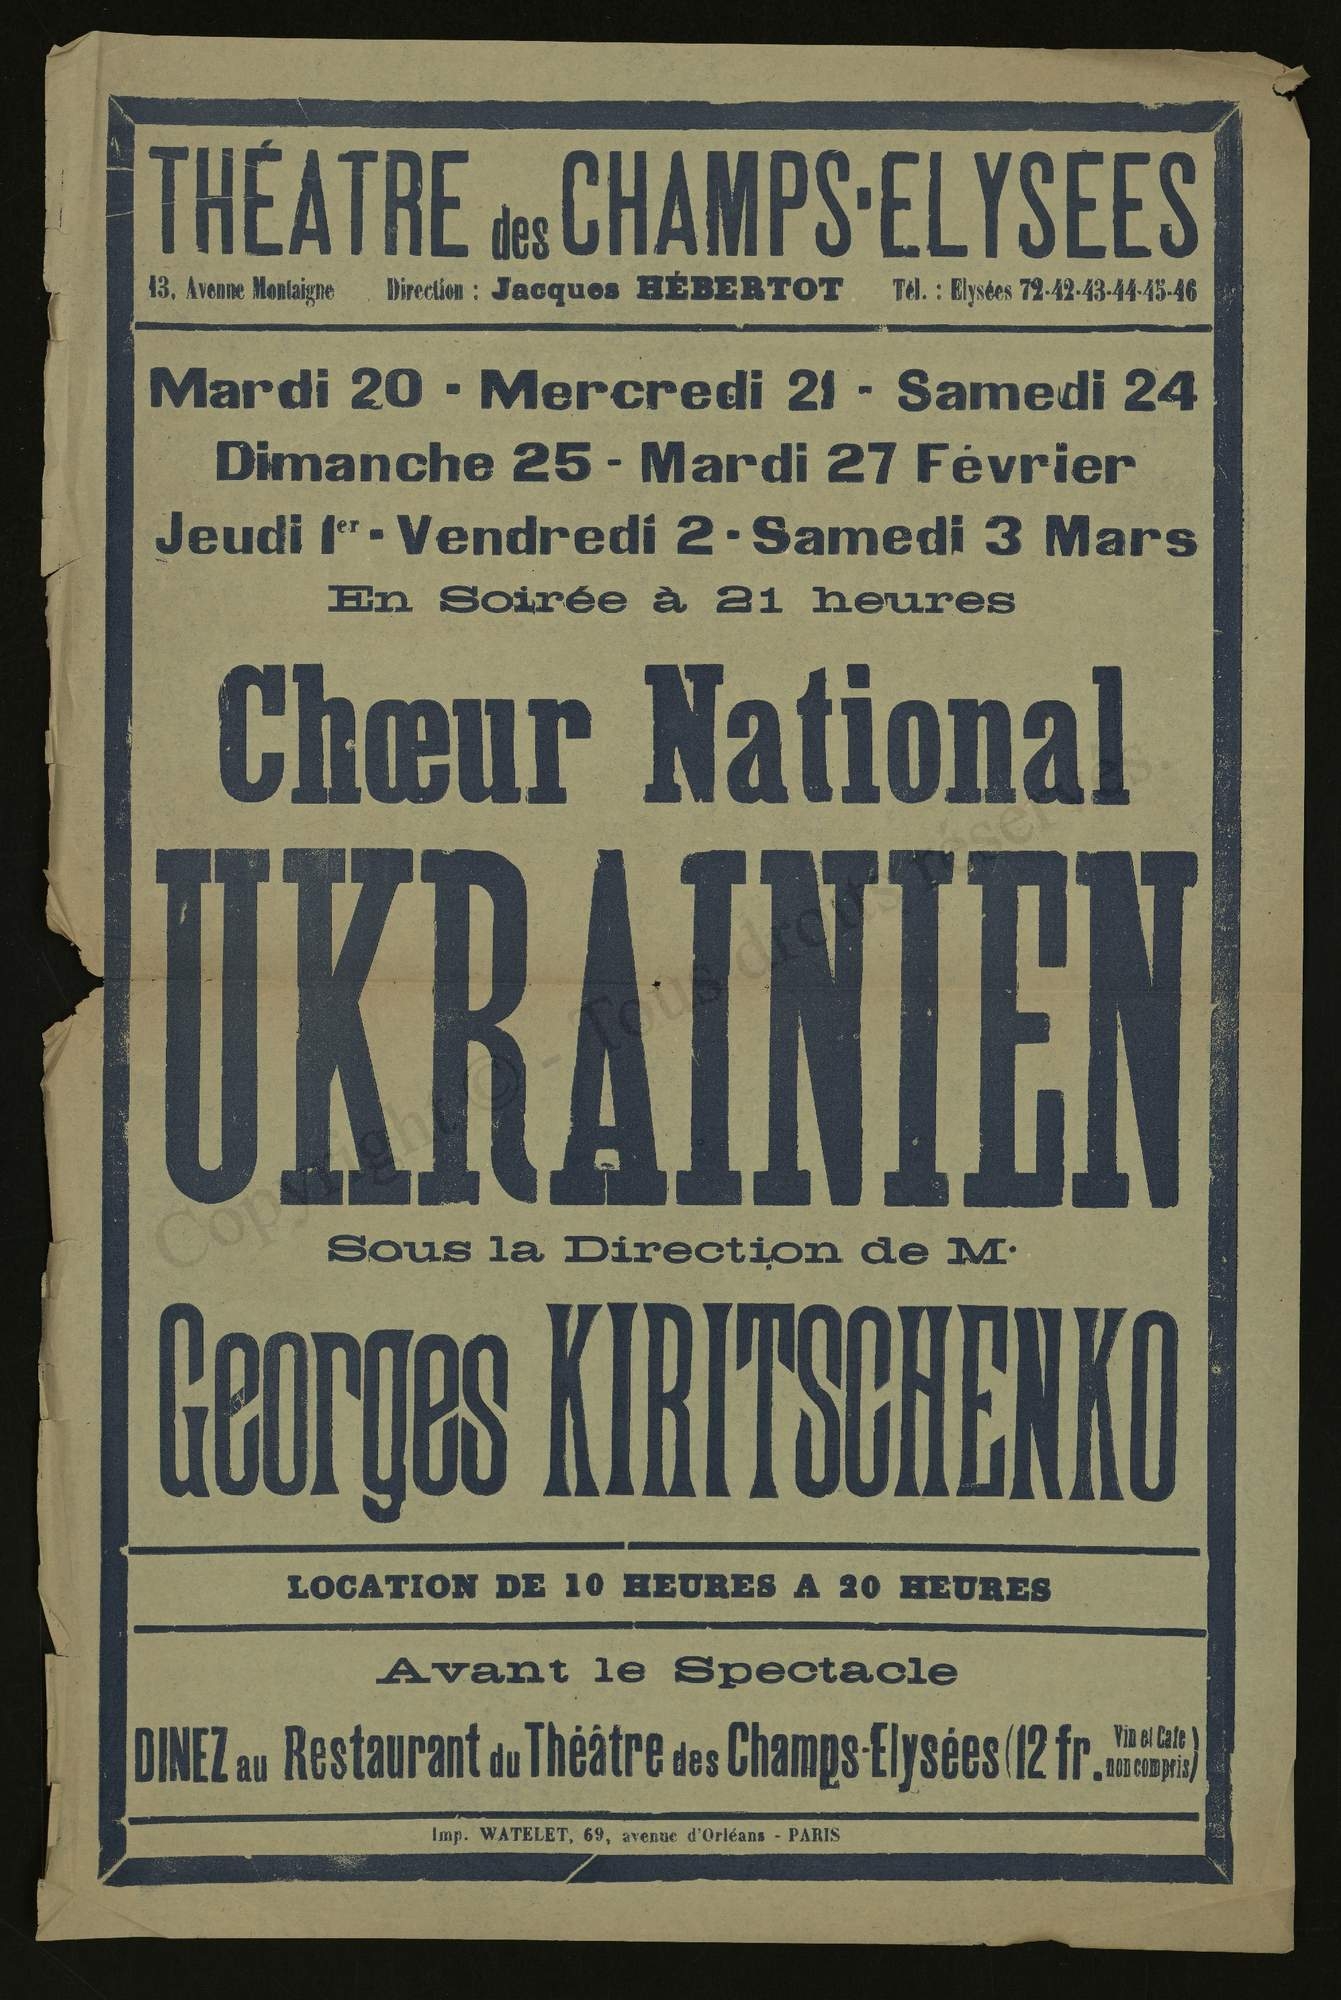 THÉATRE des CHAMPS-ELYSEES
13, Avenue Montaigne Direction : Jacques HÉBERTOT Tél. : Elysées 72-42-43-44-45-46
Mardi 20 - Mercredi 21 - Samedi 24
Dimanche 25 - Mardi 27 Février
Jeudi 1er - Vendredi 2 - Samedi 3 Mars
En Soirée à 21 heures
Chœur National
UKRAINIEN
Sous la Direction de M.
Georges KIRITSCHENKO
LOCATION DE 10 HEURES A 20 HEURES
Avant le Spectacle
DINEZ au Restaurant du Théâtre des Champs-Elysées (12 fr. Vin et Cafe non compris)
Imp. WATELET, 69, avenue d'Orléans - PARIS
Copyright © - Tous droits réservés.